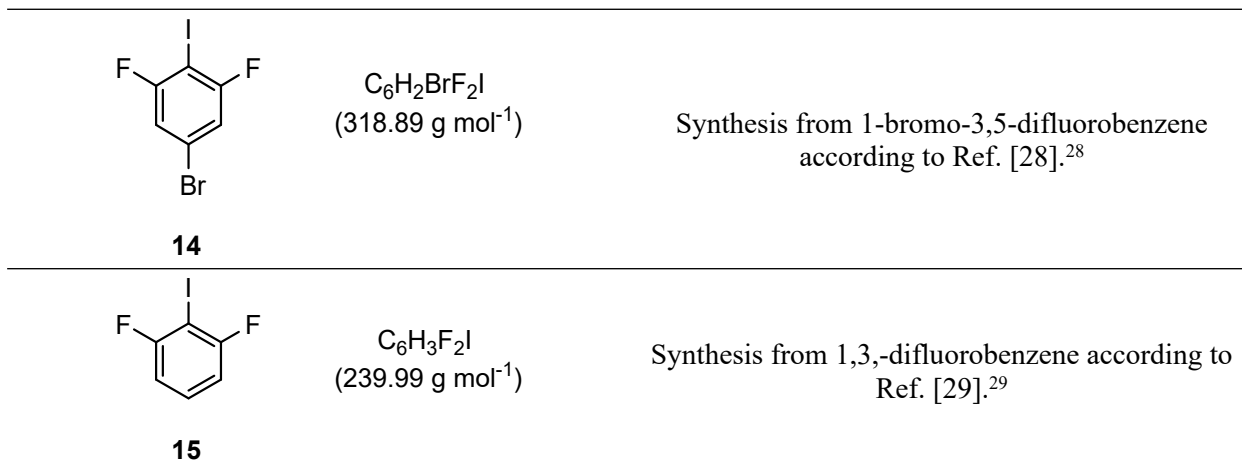 I
F F
Br
14
C₆H₂BrF₂I
(318.89 g mol⁻¹)
Synthesis from 1-bromo-3,5-difluorobenzene
according to Ref. [28].²⁸
I
F F
15
C₆H₃F₂I
(239.99 g mol⁻¹)
Synthesis from 1,3,-difluorobenzene according to
Ref. [29].²⁹